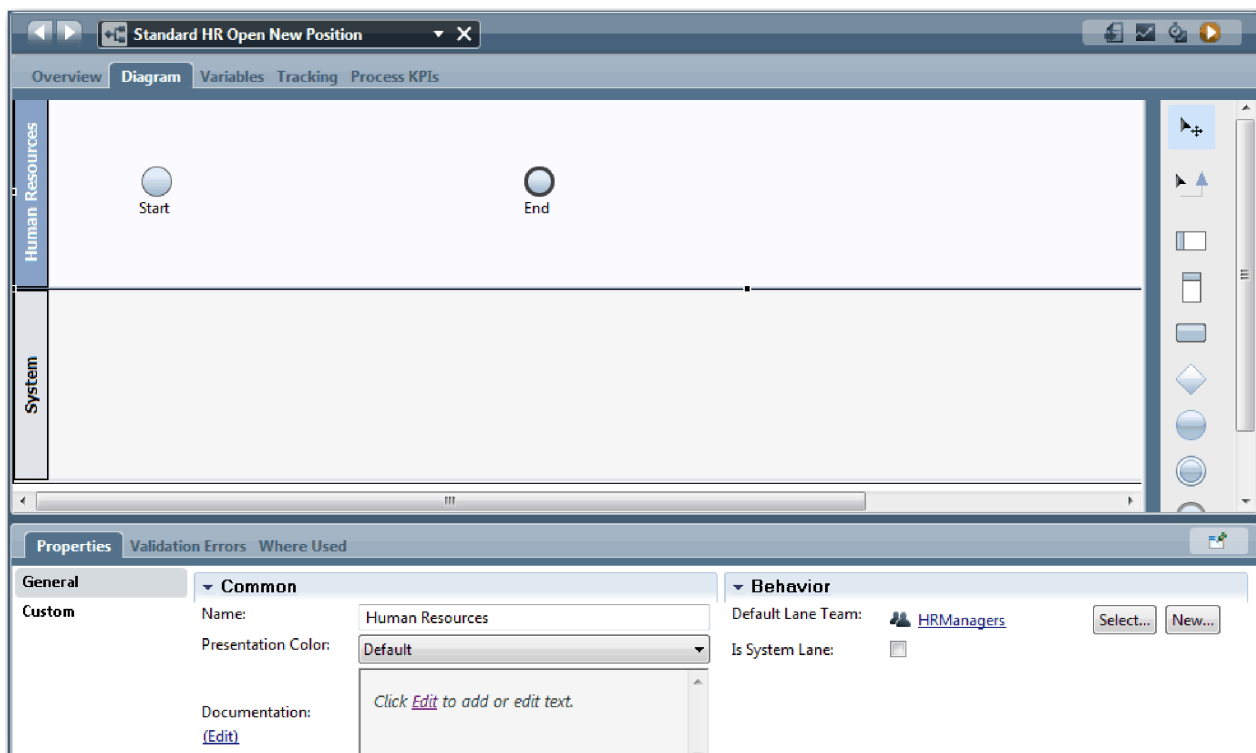 Standard HR Open New Position
Overview Diagram Variables Tracking Process KPIs
Human Resources
Start
End
System
Properties Validation Errors Where Used
General
Custom
Common
Name: Human Resources
Presentation Color: Default
Documentation:
(Edit)
Click Edit to add or edit text.
Behavior
Default Lane Team: HRManagers Select... New...
Is System Lane: